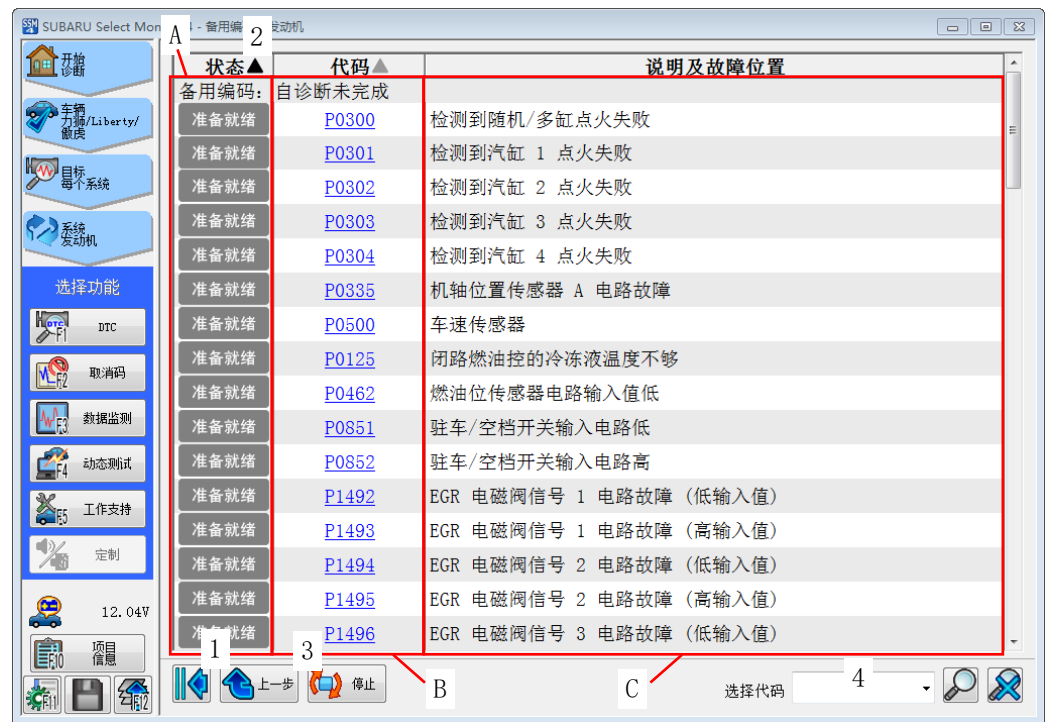 SUBARU Select Mon 4 - 备用编 发动机
A
2
开始
诊断
车辆
力狮/Liberty/
傲虎
目标
每个系统
系统
发动机
选择功能
DTC
F1
DTC
F2
取消码
F3
数据监测
F4
动态测试
F5
工作支持
定制
12.04V
F10
项目
信息
F11
F12
状态▲ 代码▲ 说明及故障位置
备用编码: 自诊断未完成
准备就绪 P0300 检测到随机/多缸点火失败
准备就绪 P0301 检测到汽缸 1 点火失败
准备就绪 P0302 检测到汽缸 2 点火失败
准备就绪 P0303 检测到汽缸 3 点火失败
准备就绪 P0304 检测到汽缸 4 点火失败
准备就绪 P0335 机轴位置传感器 A 电路故障
准备就绪 P0500 车速传感器
准备就绪 P0125 闭路燃油控的冷冻液温度不够
准备就绪 P0462 燃油位传感器电路输入值低
准备就绪 P0851 驻车/空档开关输入电路低
准备就绪 P0852 驻车/空档开关输入电路高
准备就绪 P1492 EGR 电磁阀信号 1 电路故障 (低输入值)
准备就绪 P1493 EGR 电磁阀信号 1 电路故障 (高输入值)
准备就绪 P1494 EGR 电磁阀信号 2 电路故障 (低输入值)
准备就绪 P1495 EGR 电磁阀信号 2 电路故障 (高输入值)
准 就绪 P1496 EGR 电磁阀信号 3 电路故障 (低输入值)
1
3
上一步
停止
B
C
选择代码
4